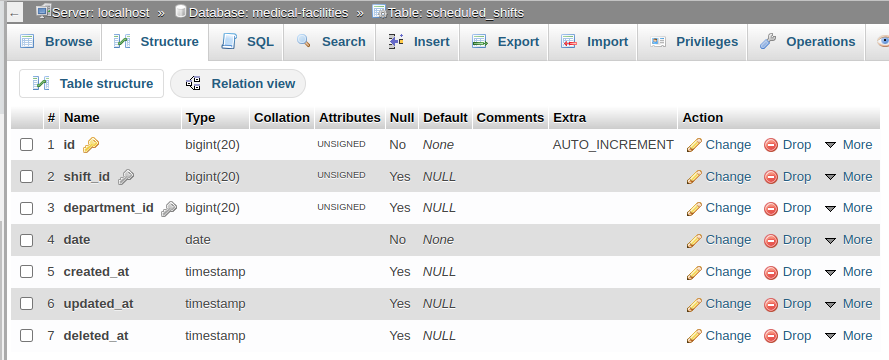 ← Server: localhost » Database: medical-facilities » Table: scheduled_shifts
Browse Structure SQL Search Insert Export Import Privileges Operations
Table structure Relation view
# Name Type Collation Attributes Null Default Comments Extra Action
1 id bigint(20) UNSIGNED No None AUTO_INCREMENT Change Drop More
2 shift_id bigint(20) UNSIGNED Yes NULL Change Drop More
3 department_id bigint(20) UNSIGNED Yes NULL Change Drop More
4 date date No None Change Drop More
5 created_at timestamp Yes NULL Change Drop More
6 updated_at timestamp Yes NULL Change Drop More
7 deleted_at timestamp Yes NULL Change Drop More